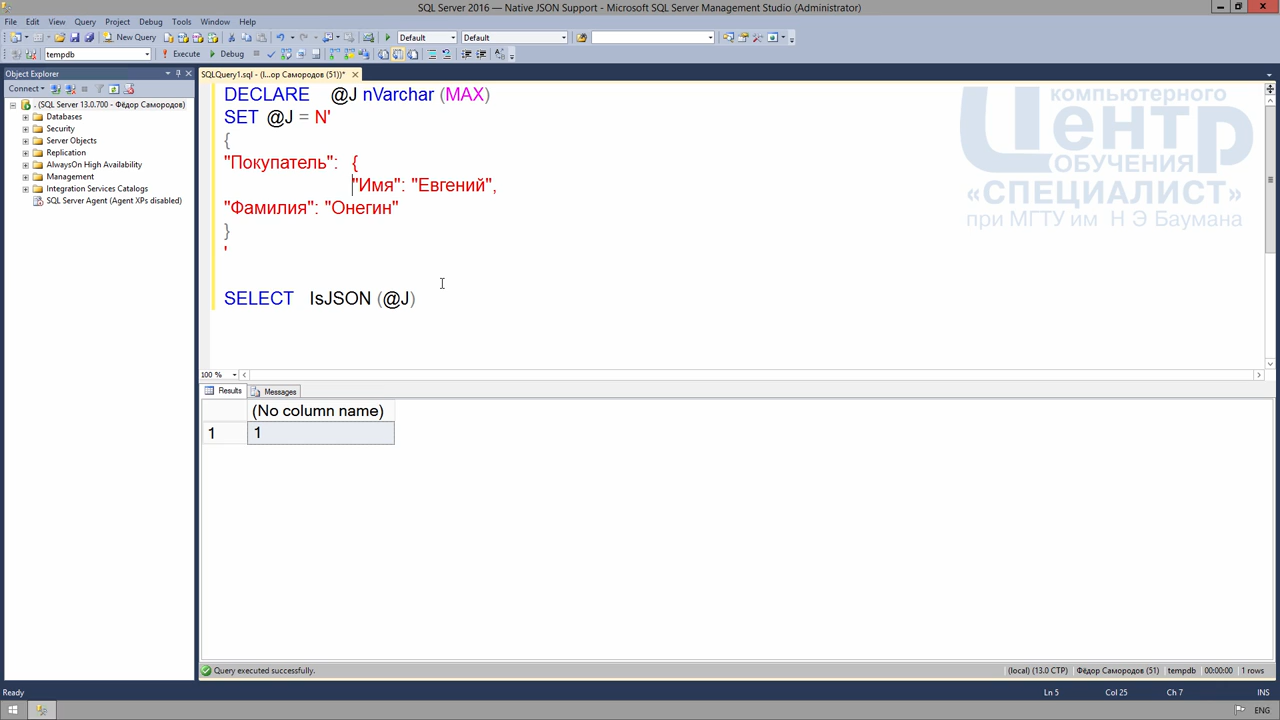 SQL Server 2016 — Native JSON Support - Microsoft SQL Server Management Studio (Administrator)
File Edit View Query Project Debug Tools Window Help
New Query Default Default
tempdb Execute Debug
Object Explorer
SQLQuery1.sql - (l...ор Самородов (51))*
Connect
. (SQL Server 13.0.700 - Фёдор Самородов)
Databases
Security
Server Objects
Replication
AlwaysOn High Availability
Management
Integration Services Catalogs
SQL Server Agent (Agent XPs disabled)
DECLARE @J nVarchar (MAX)
SET @J = N'
{
"Покупатель": {
"Имя": "Евгений",
"Фамилия": "Онегин"
}
'
SELECT IsJSON (@J)
компьютерного
Центр
ОБУЧЕНИЯ
«СПЕЦИАЛИСТ»
при МГТУ им Н Э Баумана
100 %
Results Messages
(No column name)
1 1
Query executed successfully.
(local) (13.0 CTP) Фёдор Самородов (51) tempdb 00:00:00 1 rows
Ready Ln 5 Col 25 Ch 7 INS
ENG